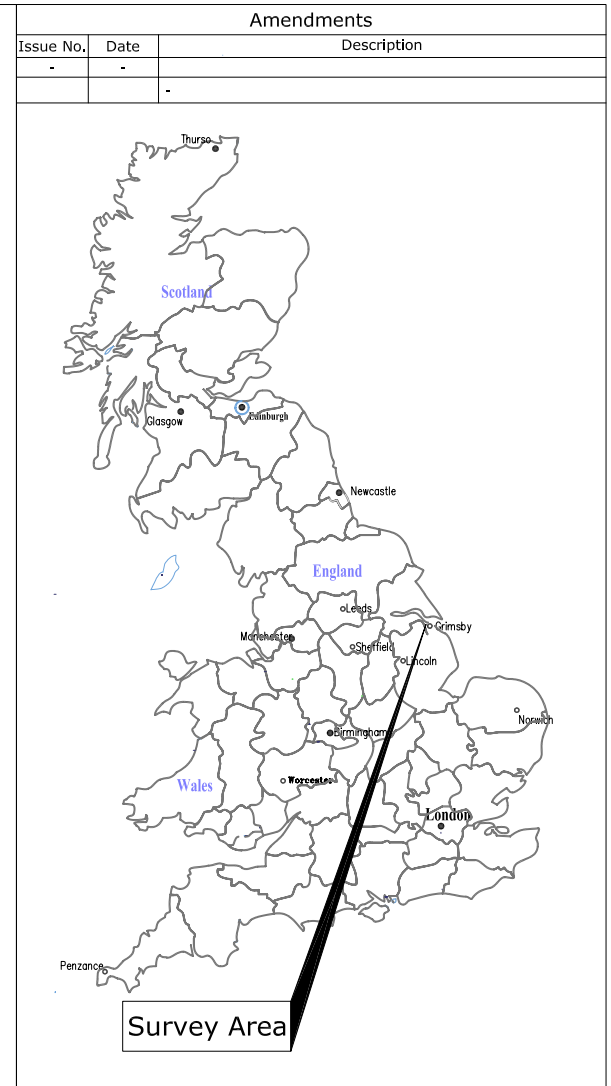 Amendments
Issue No. Date Description
- -
-
Thurso
Scotland
Edinburgh
Glasgow
Newcastle
England
Leeds
Grimsby
Manchester
Sheffield
Lincoln
Norwich
Birmingham
Wales
Worcester
London
Penzance
Survey Area